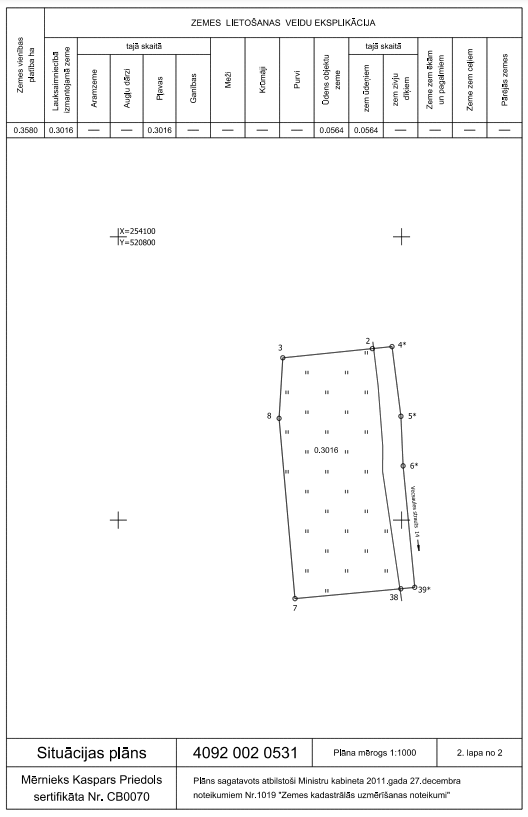 ZEMES LIETOŠANAS VEIDU EKSPLIKĀCIJA
Zemes vienības
platība ha
Lauksaimniecībā
izmantojamā zeme
tajā skaitā
Aramzeme
Augļu dārzi
Pļavas
Ganības
Meži
Krūmāji
Purvi
Ūdens objektu
zeme
tajā skaitā
zem ūdeņiem
zem zivju
dīķiem
Zeme zem ēkām
un pagalmiem
Zeme zem ceļiem
Pārējās zemes
0.3580 0.3016 — — 0.3016 — — — — 0.0564 0.0564 — — — —
X=254100
Y=520800
3
2
4*
8
5*
0.3016
6*
Vecsaules strauts 1A
7
38
39*
Situācijas plāns
4092 002 0531
Plāna mērogs 1:1000
2. lapa no 2
Mērnieks Kaspars Priedols
sertifikāta Nr. CB0070
Plāns sagatavots atbilstoši Ministru kabineta 2011.gada 27.decembra
noteikumiem Nr.1019 "Zemes kadastrālās uzmērīšanas noteikumi"